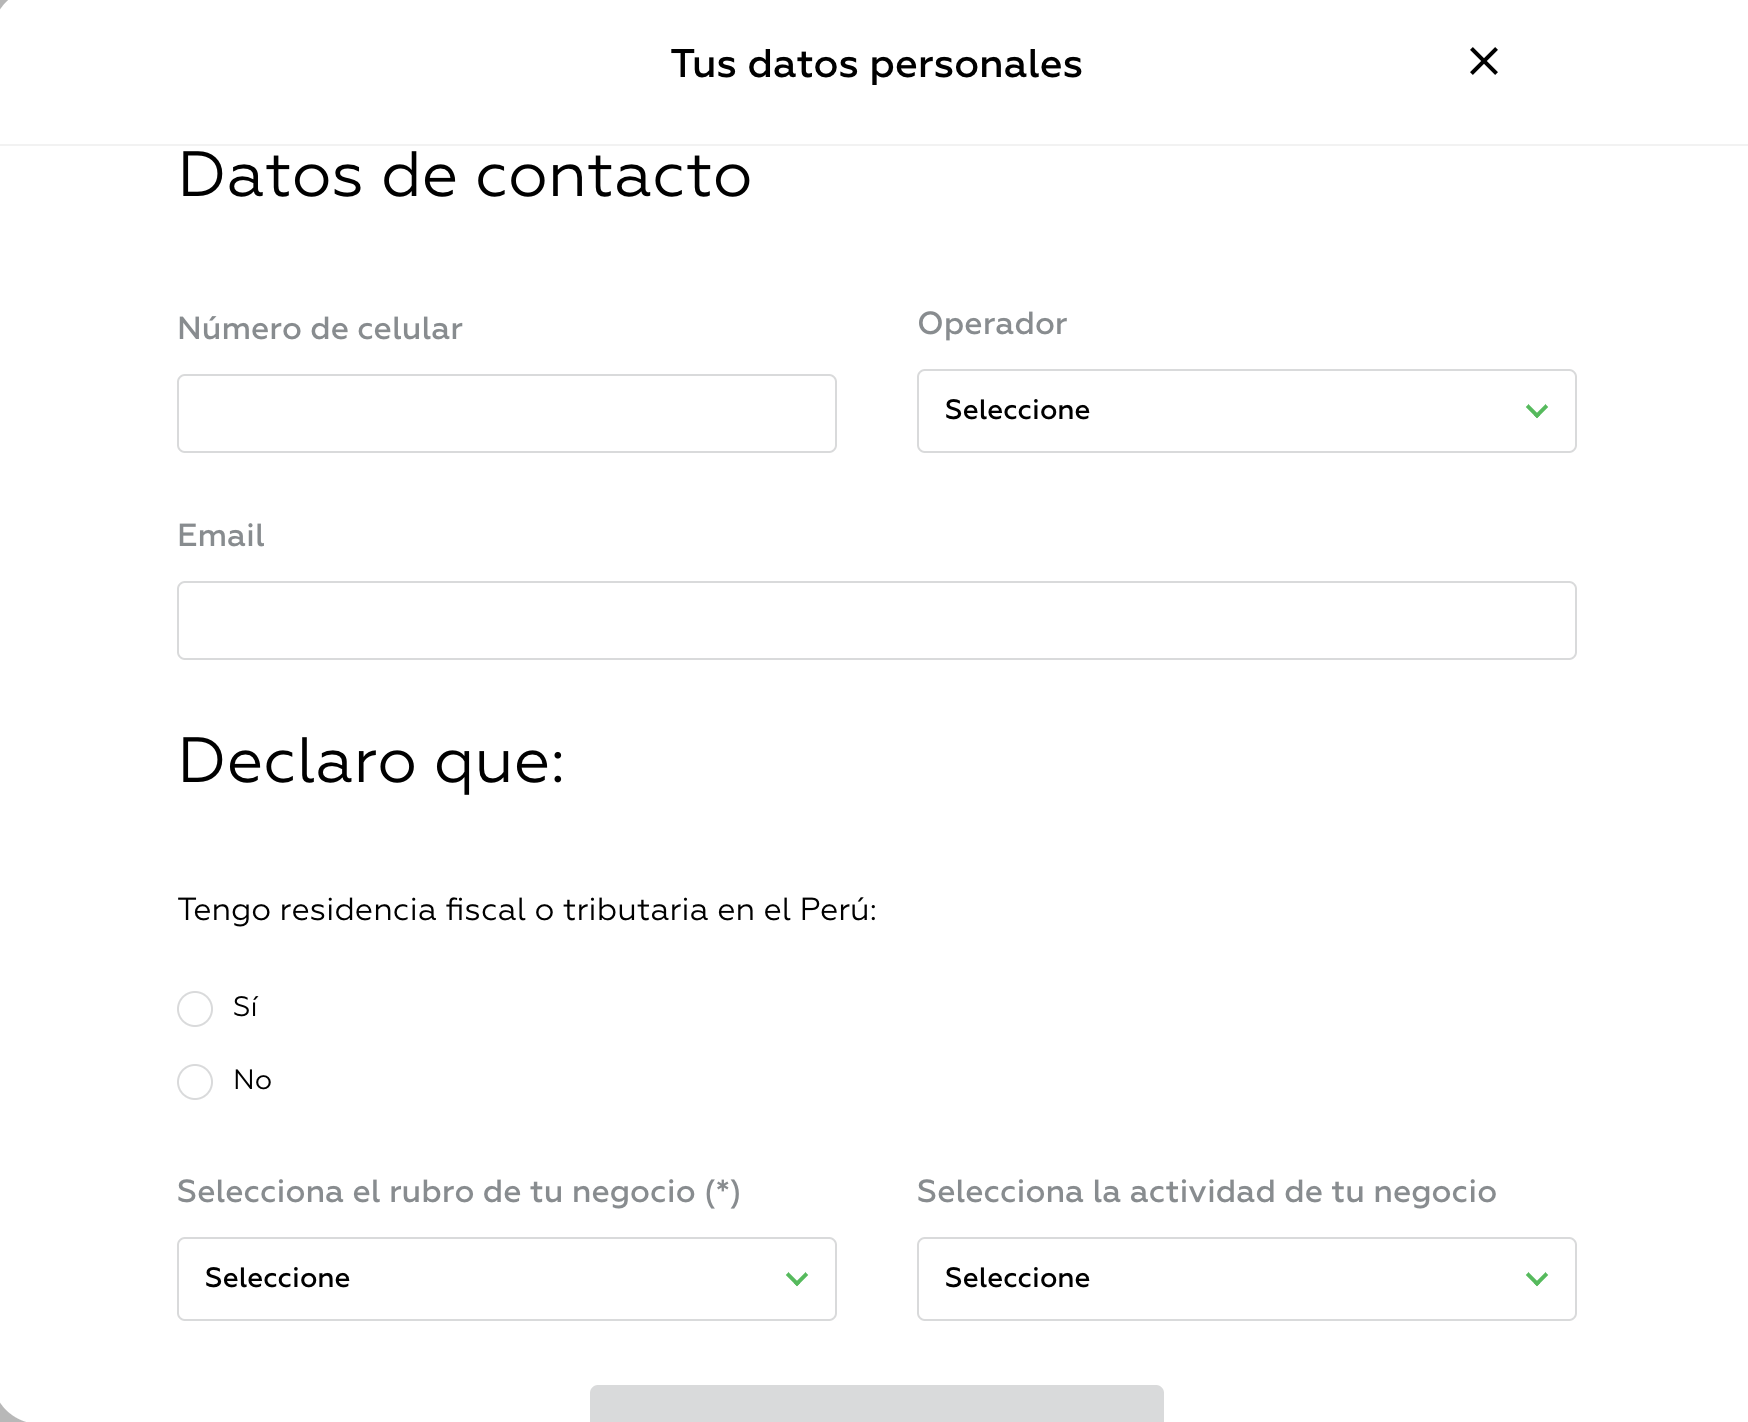 Tus datos personales
Datos de contacto
Número de celular
Operador
Seleccione
Email
Declaro que:
Tengo residencia fiscal o tributaria en el Perú:
Sí
No
Selecciona el rubro de tu negocio (*)
Selecciona la actividad de tu negocio
Seleccione
Seleccione